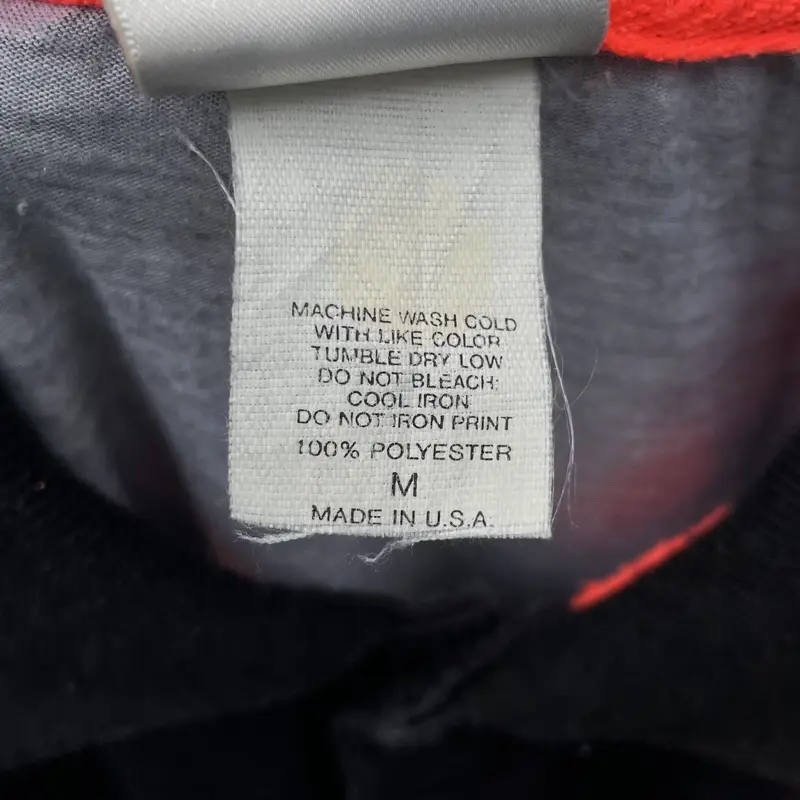 MACHINE WASH COLD
WITH LIKE COLOR
TUMBLE DRY LOW
DO NOT BLEACH:
COOL IRON
DO NOT IRON PRINT
100% POLYESTER
M
MADE IN U.S.A.